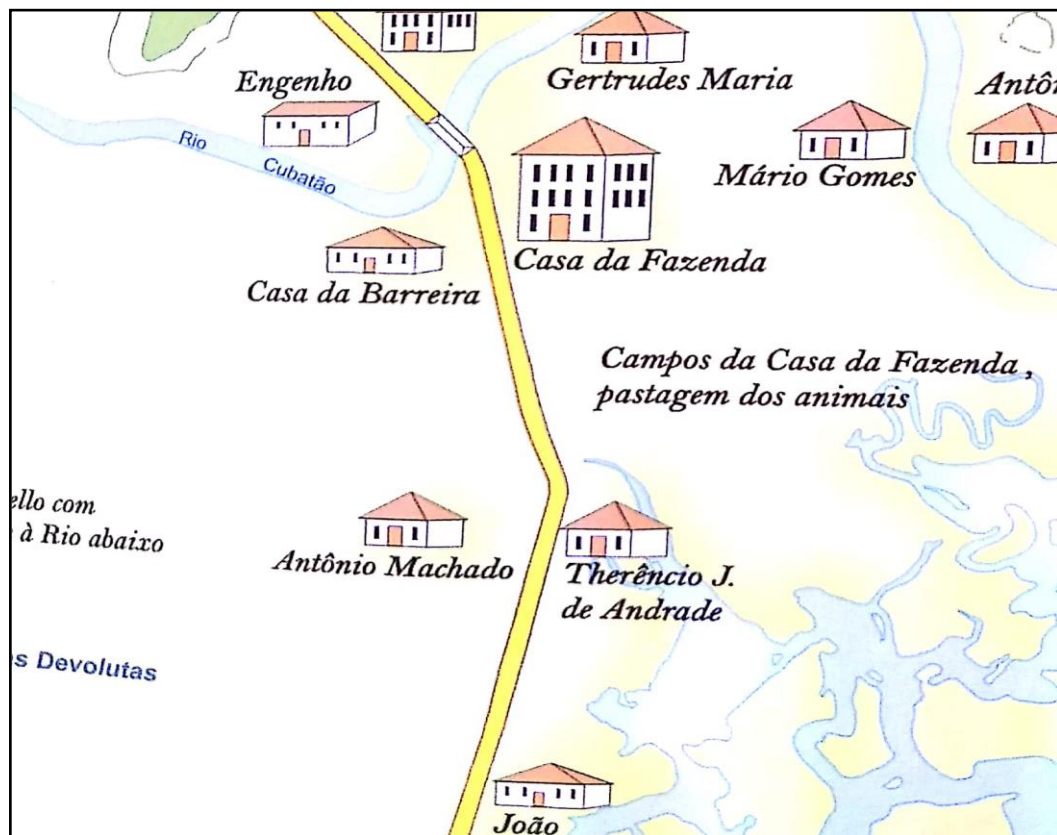 Engenho
Gertrudes Maria
Rio
Cubatão
Mário Gomes
Casa da Fazenda
Casa da Barreira
Campos da Casa da Fazenda,
pastagem dos animais
com
à Rio abaixo
Antônio Machado
Therêncio J.
de Andrade
Devolutas
João